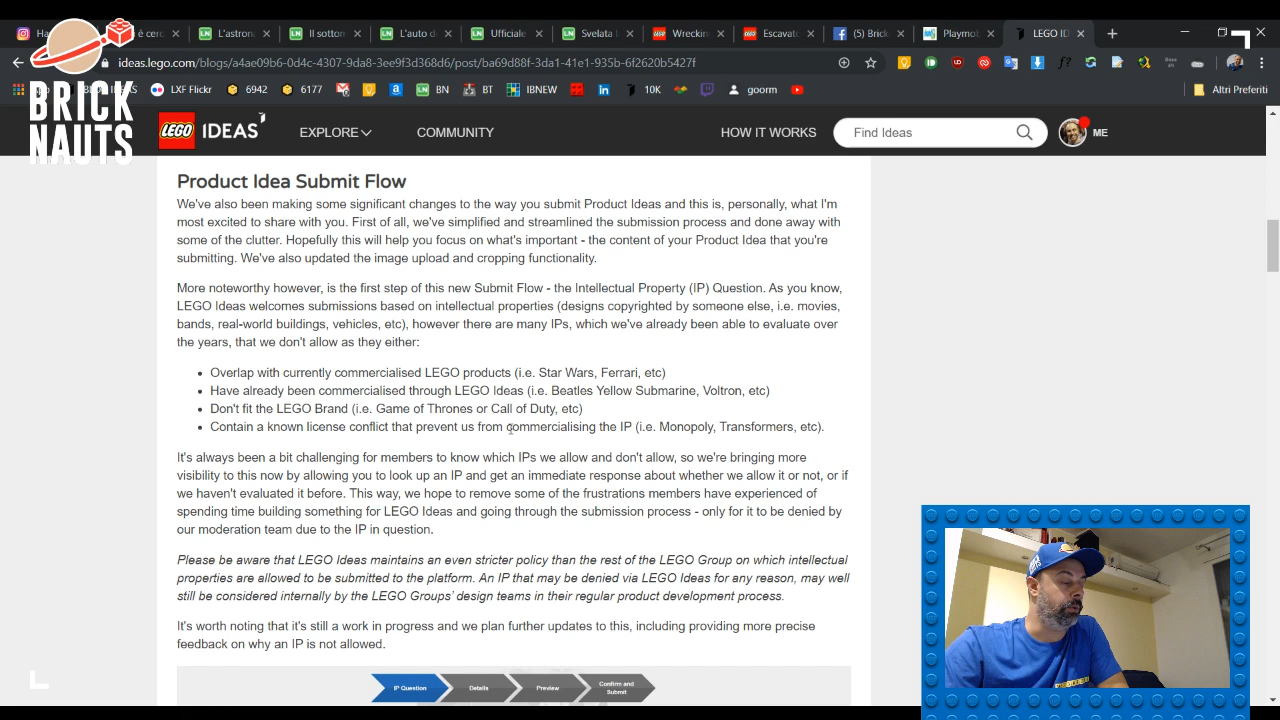 Ha
è cerc
L'astrona
Il sotton
L'auto de
Ufficiale
Svelata l
Wreckin
Escavato
(5) Brick
Playmot
LEGO ID
ideas.lego.com/blogs/a4ae09b6-0d4c-4307-9da8-3ee9f3d368d6/post/ba69d88f-3da1-41e1-935b-6f2620b5427f
LXF Flickr
6942
6177
BN
BT
IBNEW
10K
goorm
Altri Preferiti
BRICK
NAUTS
LEGO IDEAS
EXPLORE
COMMUNITY
HOW IT WORKS
Find Ideas
ME
Product Idea Submit Flow
We've also been making some significant changes to the way you submit Product Ideas and this is, personally, what I'm
most excited to share with you. First of all, we've simplified and streamlined the submission process and done away with
some of the clutter. Hopefully this will help you focus on what's important - the content of your Product Idea that you're
submitting. We've also updated the image upload and cropping functionality.
More noteworthy however, is the first step of this new Submit Flow - the Intellectual Property (IP) Question. As you know,
LEGO Ideas welcomes submissions based on intellectual properties (designs copyrighted by someone else, i.e. movies,
bands, real-world buildings, vehicles, etc), however there are many IPs, which we've already been able to evaluate over
the years, that we don't allow as they either:
• Overlap with currently commercialised LEGO products (i.e. Star Wars, Ferrari, etc)
• Have already been commercialised through LEGO Ideas (i.e. Beatles Yellow Submarine, Voltron, etc)
• Don't fit the LEGO Brand (i.e. Game of Thrones or Call of Duty, etc)
• Contain a known license conflict that prevent us from commercialising the IP (i.e. Monopoly, Transformers, etc).
It's always been a bit challenging for members to know which IPs we allow and don't allow, so we're bringing more
visibility to this now by allowing you to look up an IP and get an immediate response about whether we allow it or not, or if
we haven't evaluated it before. This way, we hope to remove some of the frustrations members have experienced of
spending time building something for LEGO Ideas and going through the submission process - only for it to be denied by
our moderation team due to the IP in question.
Please be aware that LEGO Ideas maintains an even stricter policy than the rest of the LEGO Group on which intellectual
properties are allowed to be submitted to the platform. An IP that may be denied via LEGO Ideas for any reason, may well
still be considered internally by the LEGO Groups' design teams in their regular product development process.
It's worth noting that it's still a work in progress and we plan further updates to this, including providing more precise
feedback on why an IP is not allowed.
IP Question
Details
Preview
Confirm and
Submit